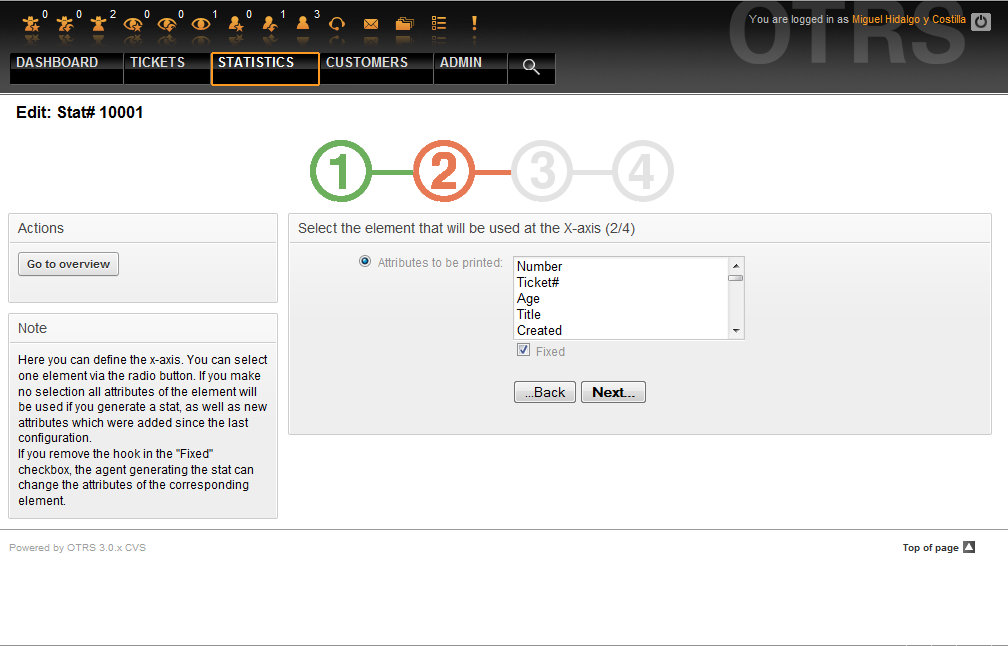 0 0 2 0 0 1 0 1 3
You are logged in as Miguel Hidalgo y Costilla
OTRS
DASHBOARD TICKETS STATISTICS CUSTOMERS ADMIN
Edit: Stat# 10001
1 2 3 4
Actions
Go to overview
Note
Here you can define the x-axis. You can select
one element via the radio button. If you make
no selection all attributes of the element will
be used if you generate a stat, as well as new
attributes which were added since the last
configuration.
If you remove the hook in the "Fixed"
checkbox, the agent generating the stat can
change the attributes of the corresponding
element.
Select the element that will be used at the X-axis (2/4)
Attributes to be printed:
Number
Ticket#
Age
Title
Created
Fixed
...Back Next...
Powered by OTRS 3.0.x CVS
Top of page